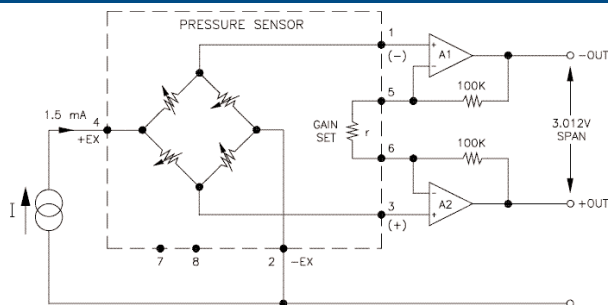 PRESSURE SENSOR
1
(-)
A1
-OUT
+
-
5
100K
1.5 mA
4
+EX
GAIN
SET
r
3.012V
SPAN
6
100K
I
-
A2
+
3
(+)
+OUT
7
8
2
-EX